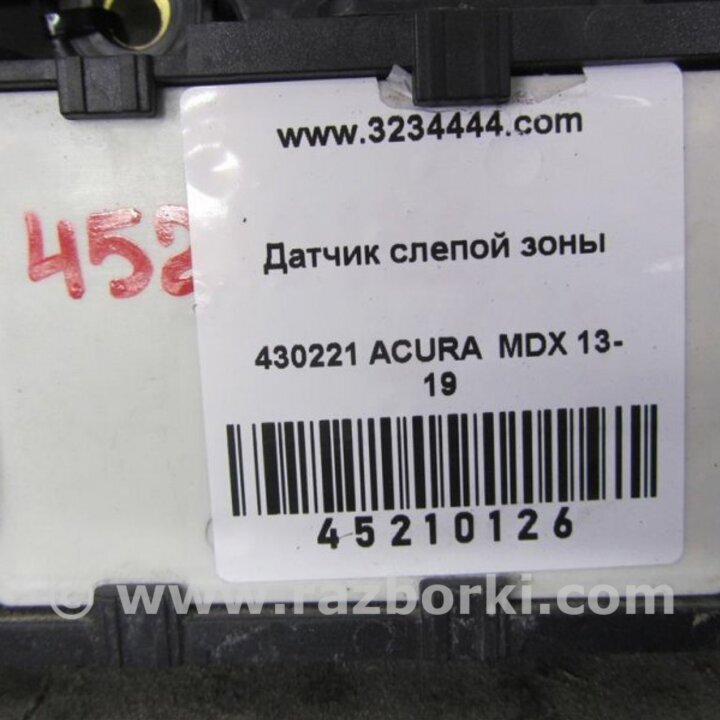 www.3234444.com
452
Датчик слепой зоны
430221 ACURA MDX 13-
19
45210126
© www.razborki.com